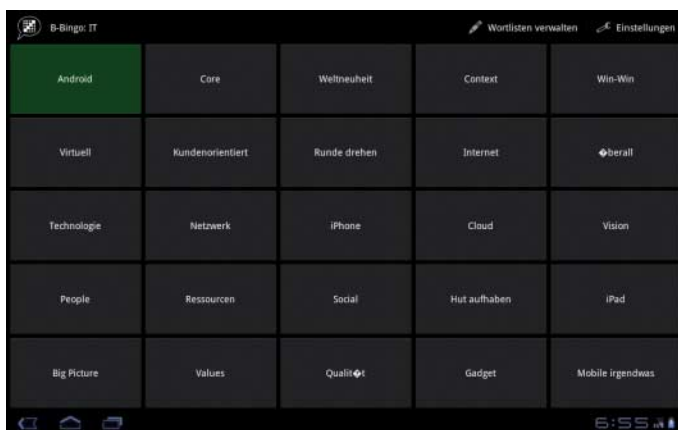 B-Bingo: IT Wortlisten verwalten Einstellungen
Android Core Weltneuheit Context Win-Win
Virtuell Kundenorientiert Runde drehen Internet �berall
Technologie Netzwerk iPhone Cloud Vision
People Ressourcen Social Hut aufhaben iPad
Big Picture Values Qualit�t Gadget Mobile irgendwas
6:55